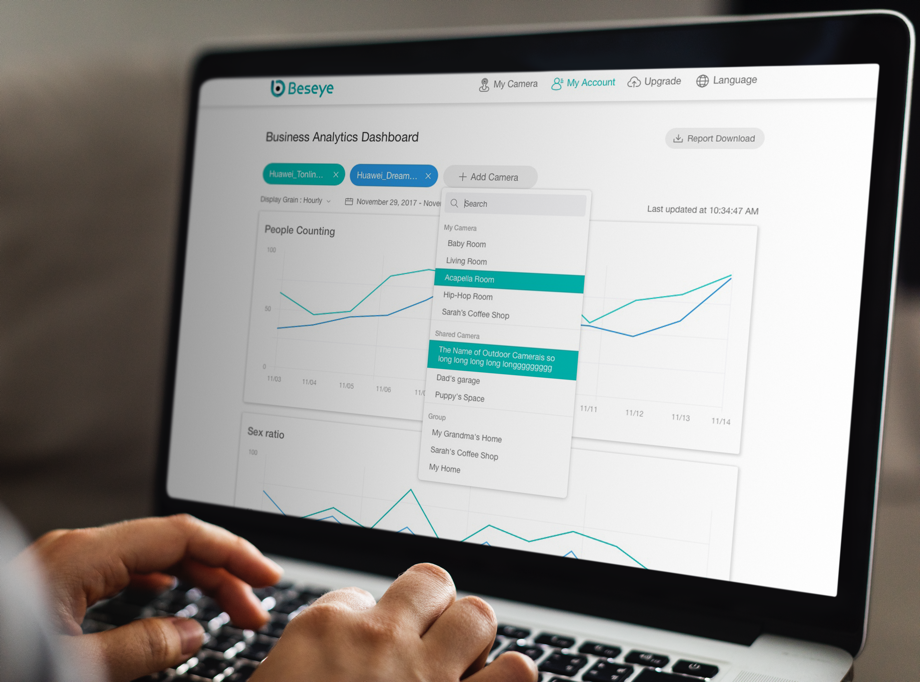 Beseye
My Camera
My Account
Upgrade
Language
Business Analytics Dashboard
Report Download
Huawei_Tonlin...
Huawei_Dream...
+ Add Camera
Display Grain : Hourly
November 29, 2017 -
Last updated at 10:34:47 AM
Search
My Camera
Baby Room
Living Room
Acapella Room
Hip-Hop Room
Sarah's Coffee Shop
Shared Camera
The Name of Outdoor Camerais so
long long long long longggggggggg
Dad's garage
Puppy's Space
Group
My Grandma's Home
Sarah's Coffee Shop
My Home
People Counting
100
50
0
11/03
11/04
11/05
11/06
11/11
11/12
11/13
11/14
Sex ratio
100